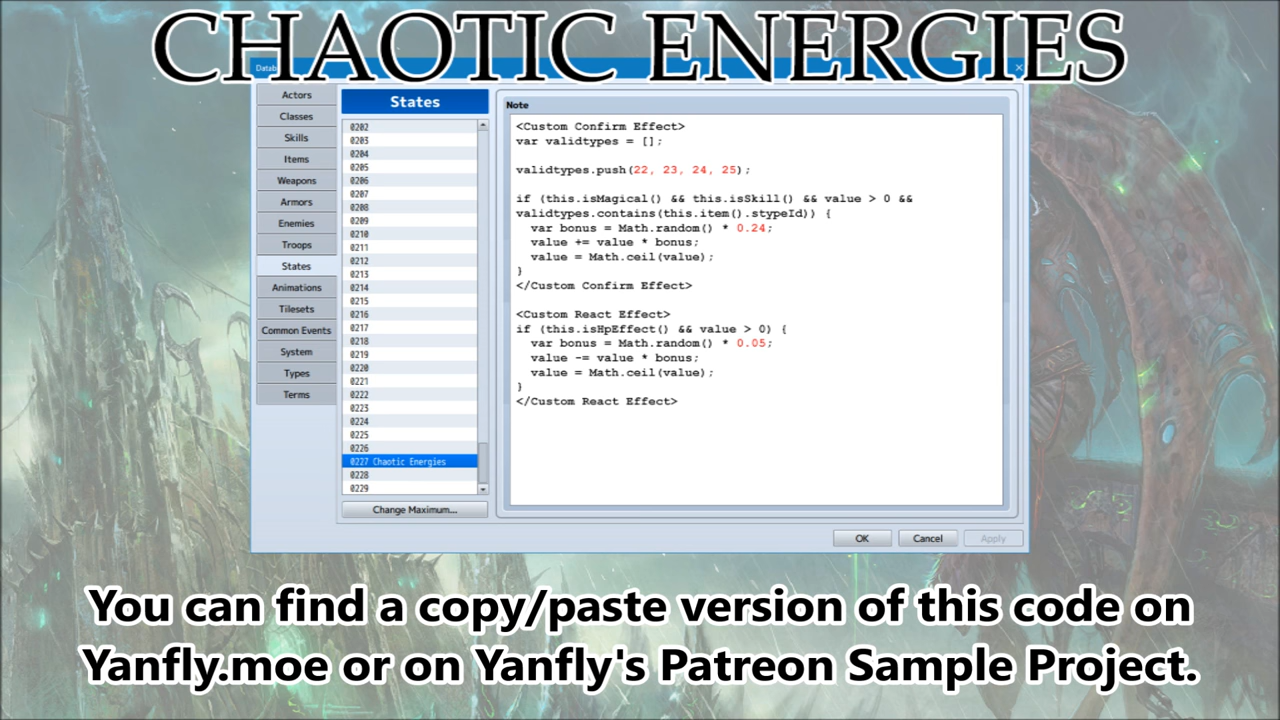 CHAOTIC ENERGIES
Datab
Actors
Classes
Skills
Items
Weapons
Armors
Enemies
Troops
States
Animations
Tilesets
Common Events
System
Types
Terms
States
0202
0203
0204
0205
0206
0207
0208
0209
0210
0211
0212
0213
0214
0215
0216
0217
0218
0219
0220
0221
0222
0223
0224
0225
0226
0227 Chaotic Energies
0228
0229
Change Maximum...
Note
<Custom Confirm Effect>
var validtypes = [];
validtypes.push(22, 23, 24, 25);
if (this.isMagical() && this.isSkill() && value > 0 &&
validtypes.contains(this.item().stypeId)) {
var bonus = Math.random() * 0.24;
value += value * bonus;
value = Math.ceil(value);
}
</Custom Confirm Effect>
<Custom React Effect>
if (this.isHpEffect() && value > 0) {
var bonus = Math.random() * 0.05;
value -= value * bonus;
value = Math.ceil(value);
}
</Custom React Effect>
OK
Cancel
Apply
You can find a copy/paste version of this code on
Yanfly.moe or on Yanfly's Patreon Sample Project.